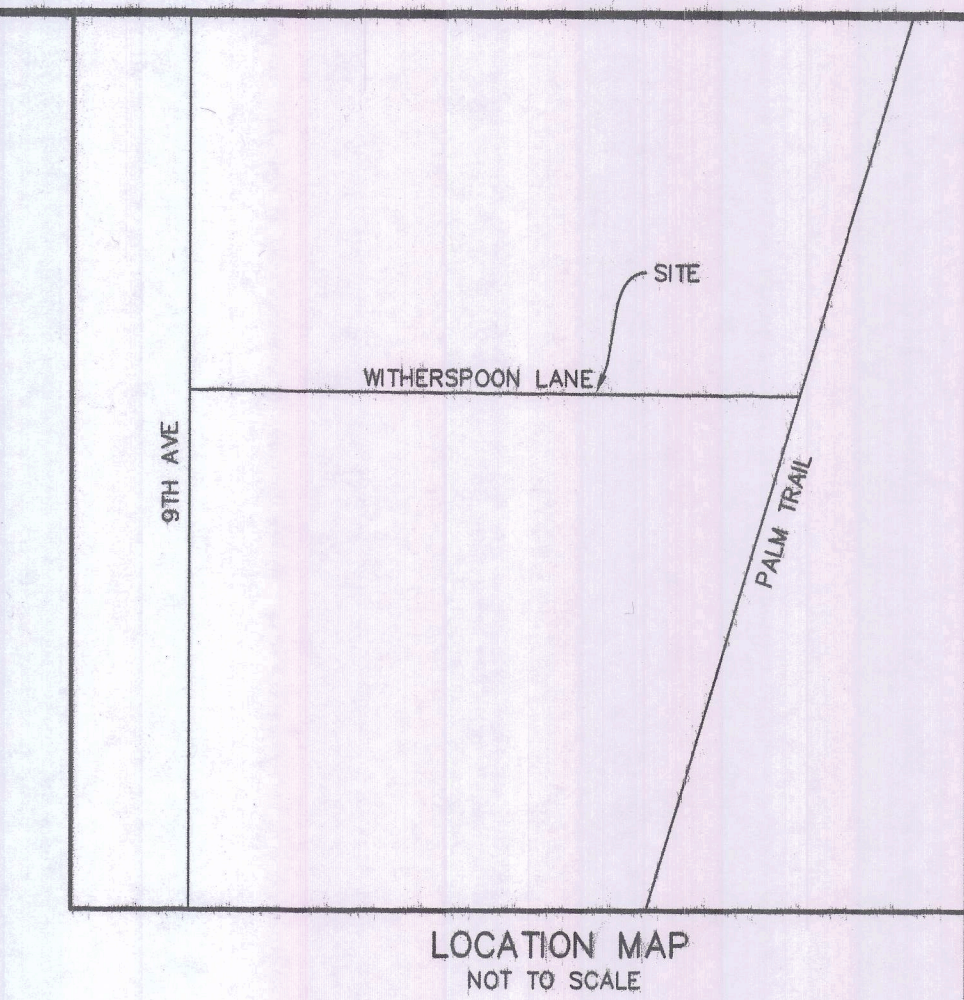 SITE
WITHERSPOON LANE
9TH AVE
PALM TRAIL
LOCATION MAP
NOT TO SCALE